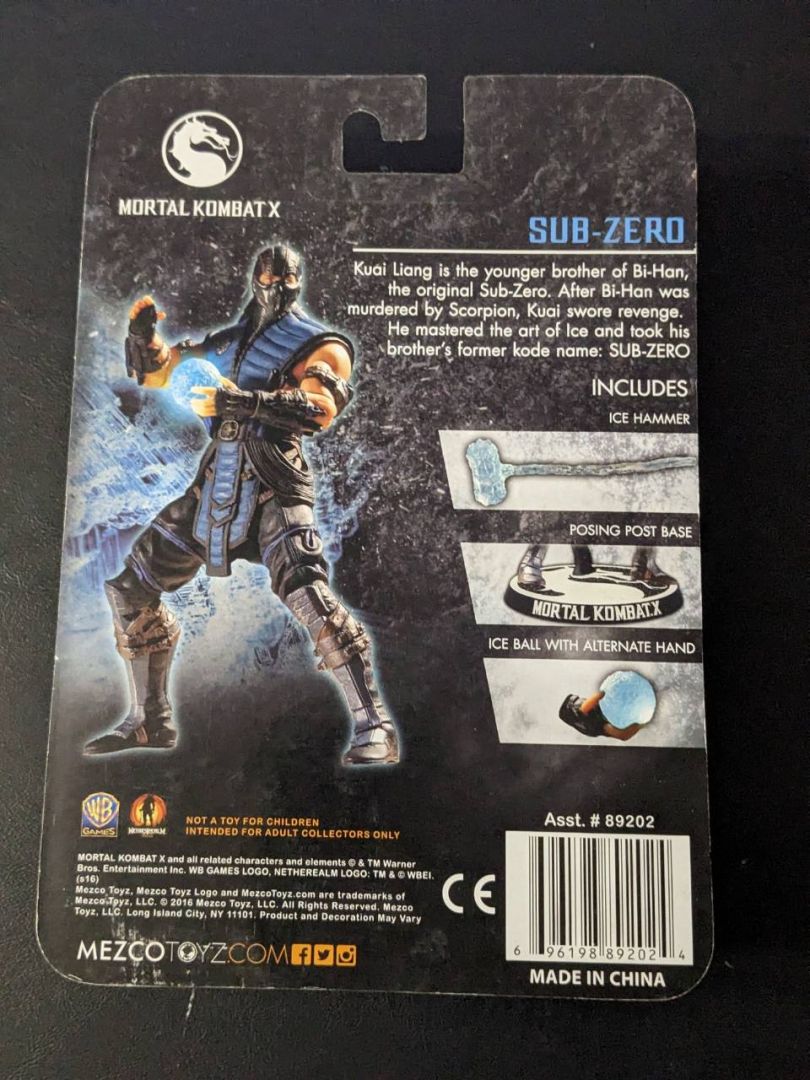 MORTAL KOMBAT X
SUB-ZERO
Kuai Liang is the younger brother of Bi-Han,
the original Sub-Zero. After Bi-Han was
murdered by Scorpion, Kuai swore revenge.
He mastered the art of Ice and took his
brother's former kode name: SUB-ZERO
INCLUDES
ICE HAMMER
POSING POST BASE
MORTAL KOMBAT X
ICE BALL WITH ALTERNATE HAND
WB
GAMES
NETHERREALM
NOT A TOY FOR CHILDREN
INTENDED FOR ADULT COLLECTORS ONLY
MORTAL KOMBAT X and all related characters and elements © & TM Warner
Bros. Entertainment Inc. WB GAMES LOGO, NETHEREALM LOGO: TM & © WBEI.
(s16)
Mezco Toyz, Mezco Toyz Logo and MezcoToyz.com are trademarks of
Mezco Toyz, LLC. © 2016 Mezco Toyz, LLC. All Rights Reserved. Mezco
Toyz, LLC. Long Island City, NY 11101. Product and Decoration May Vary
MEZCOTOYZ.COM
CE
Asst. # 89202
6 96198 89202 4
MADE IN CHINA